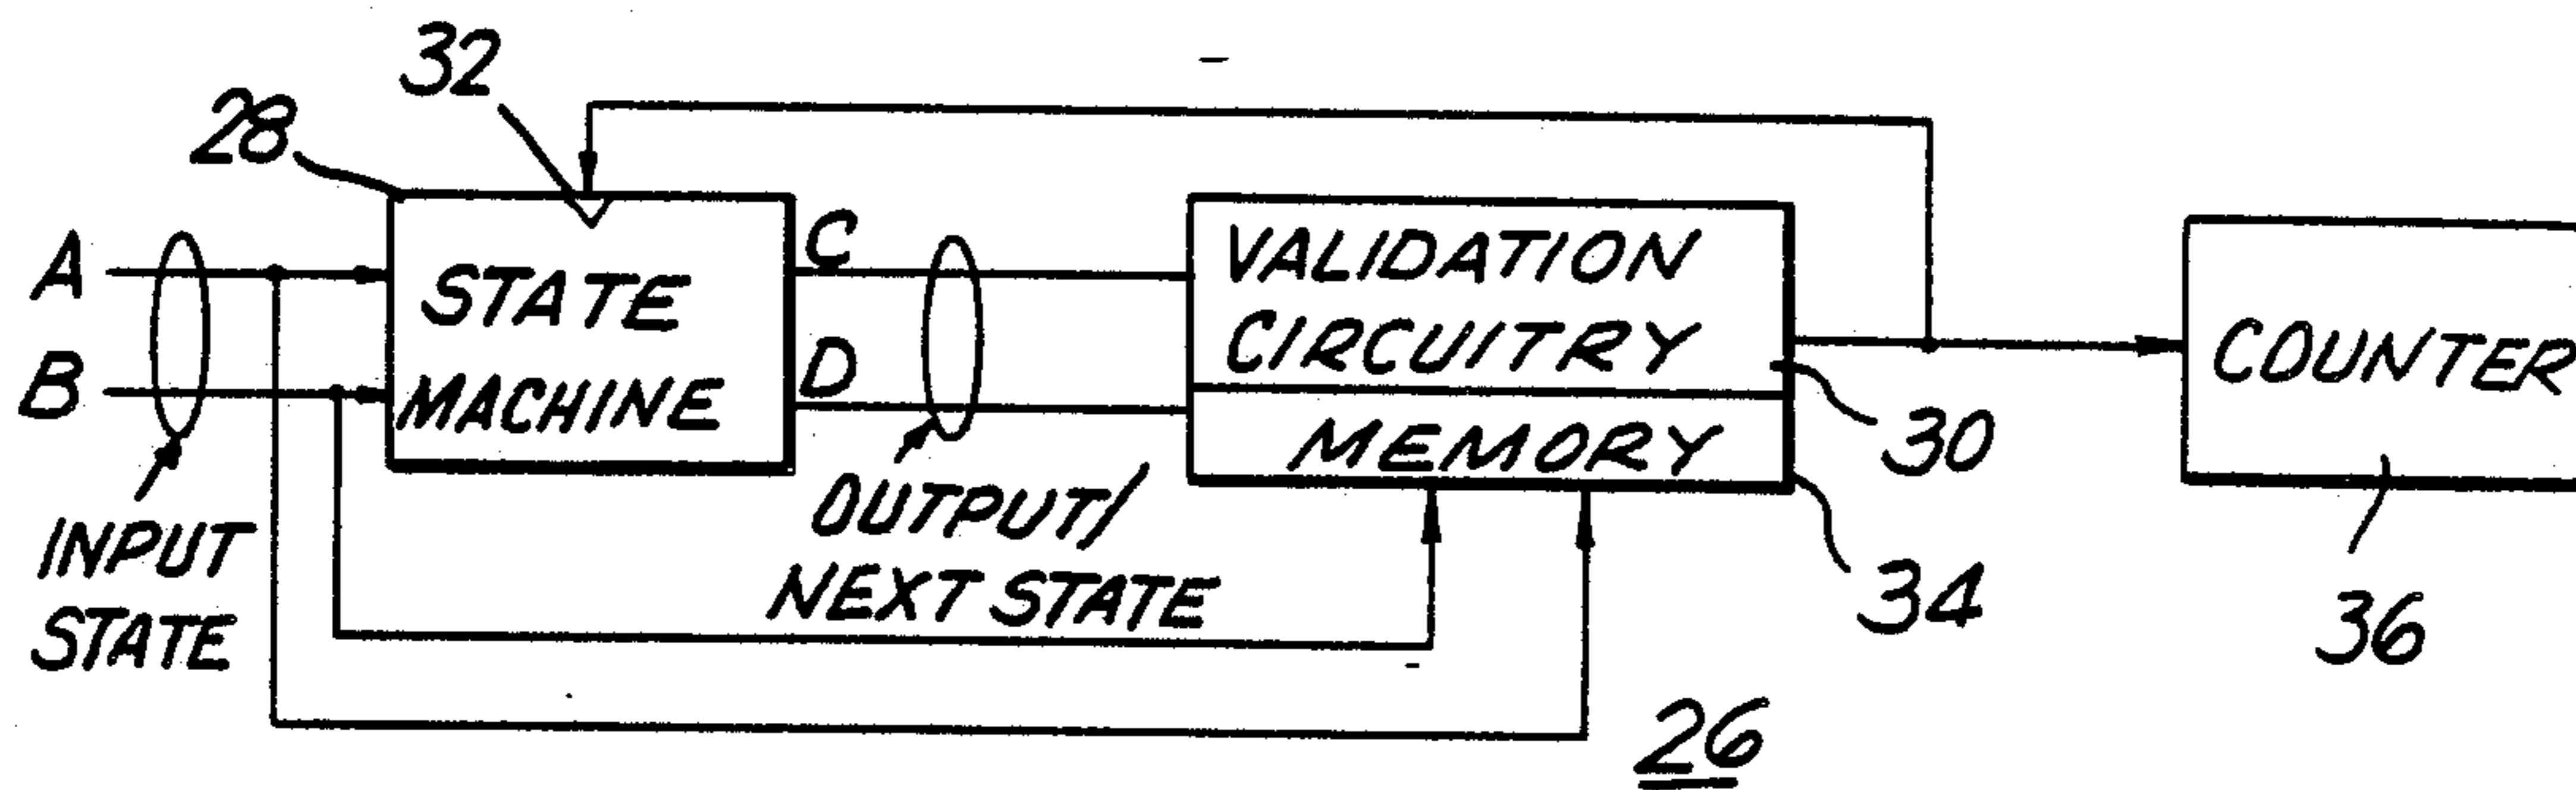 32
28
A
B
STATE
MACHINE
C
D
VALIDATION
CIRCUITRY
MEMORY
COUNTER
30
34
36
INPUT
STATE
OUTPUT/
NEXT STATE
26